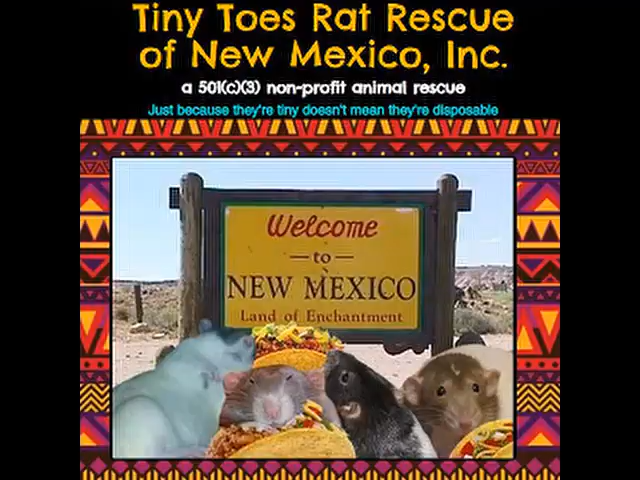 Tiny Toes Rat Rescue
of New Mexico, Inc.
a 501(c)(3) non-profit animal rescue
Just because they're tiny doesn't mean they're disposable
Welcome
—to—
NEW MEXICO
Land of Enchantment